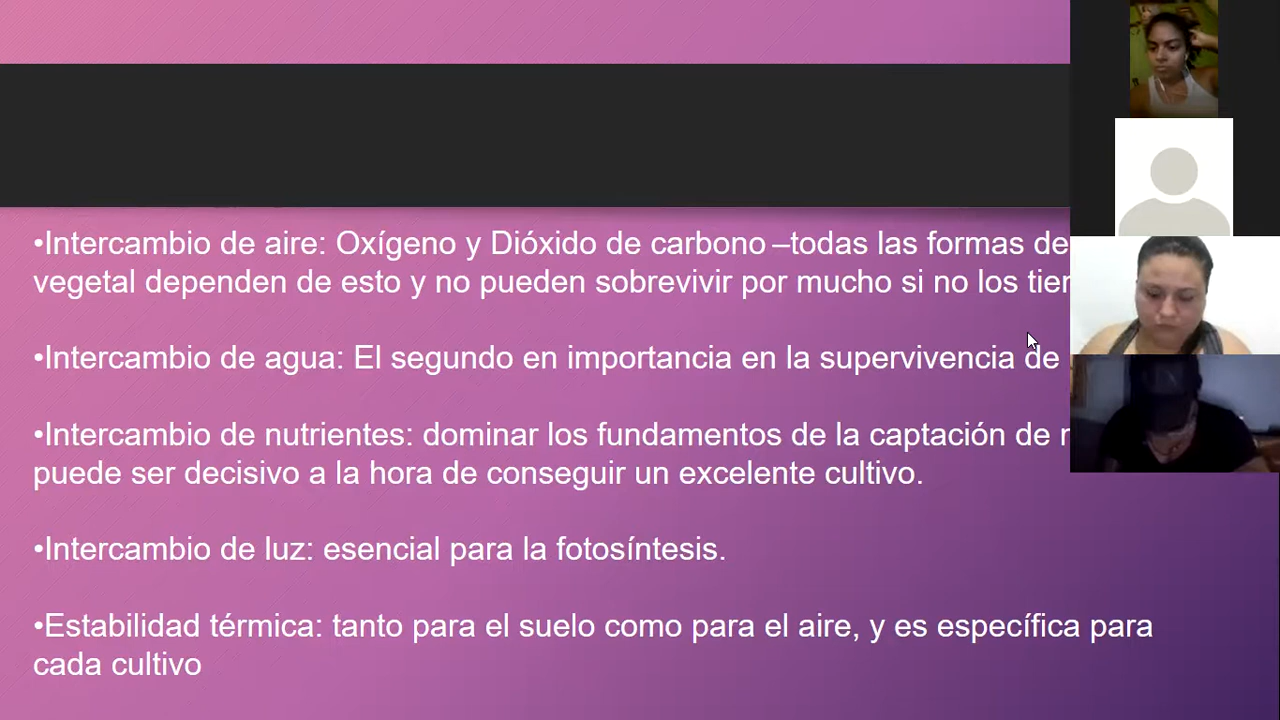 •Intercambio de aire: Oxígeno y Dióxido de carbono –todas las formas de
vegetal dependen de esto y no pueden sobrevivir por mucho si no los
•Intercambio de agua: El segundo en importancia en la supervivencia de
•Intercambio de nutrientes: dominar los fundamentos de la captación de
puede ser decisivo a la hora de conseguir un excelente cultivo.
•Intercambio de luz: esencial para la fotosíntesis.
•Estabilidad térmica: tanto para el suelo como para el aire, y es específica para
cada cultivo